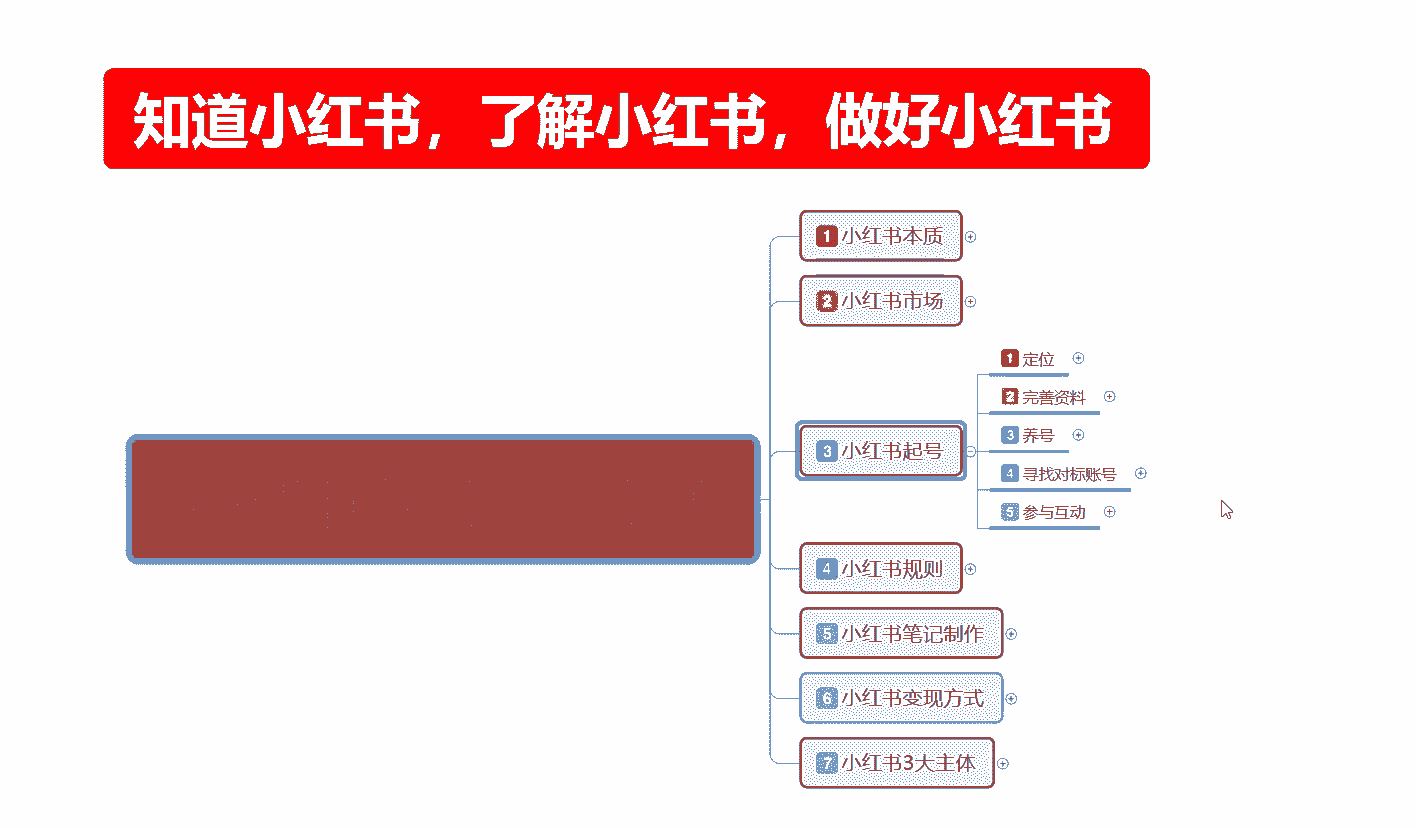 知道小红书，了解小红书，做好小红书
1 小红书本质
2 小红书市场
3 小红书起号
1 定位
2 完善资料
3 养号
4 寻找对标账号
5 参与互动
4 小红书规则
5 小红书笔记制作
6 小红书变现方式
7 小红书3大主体